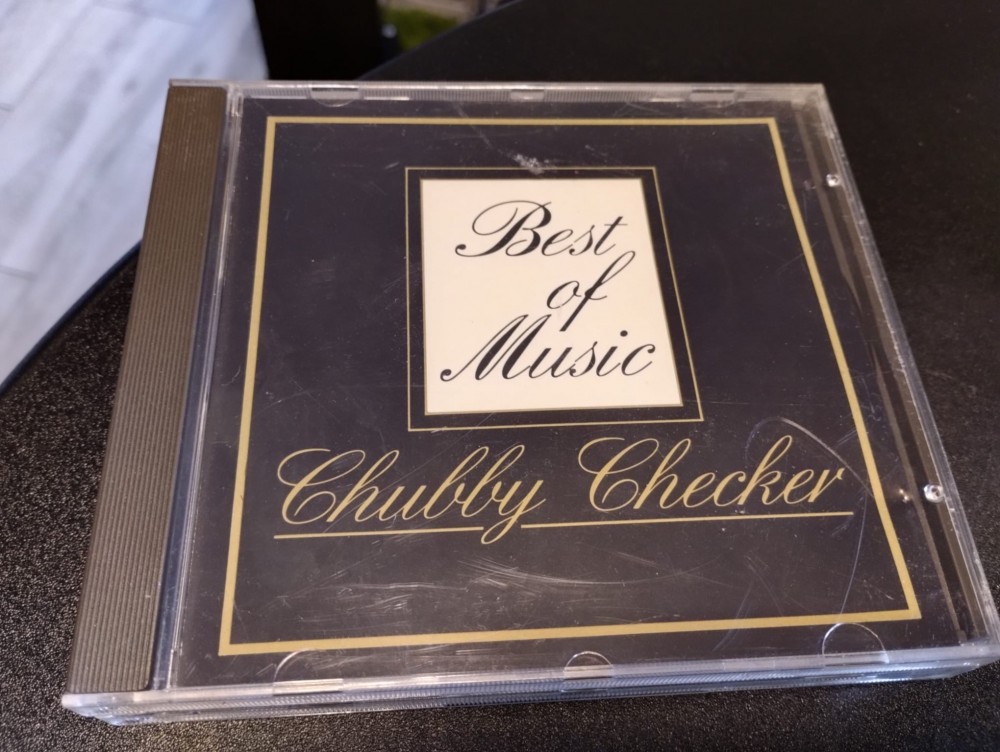 Best
of
Music
Chubby Checker